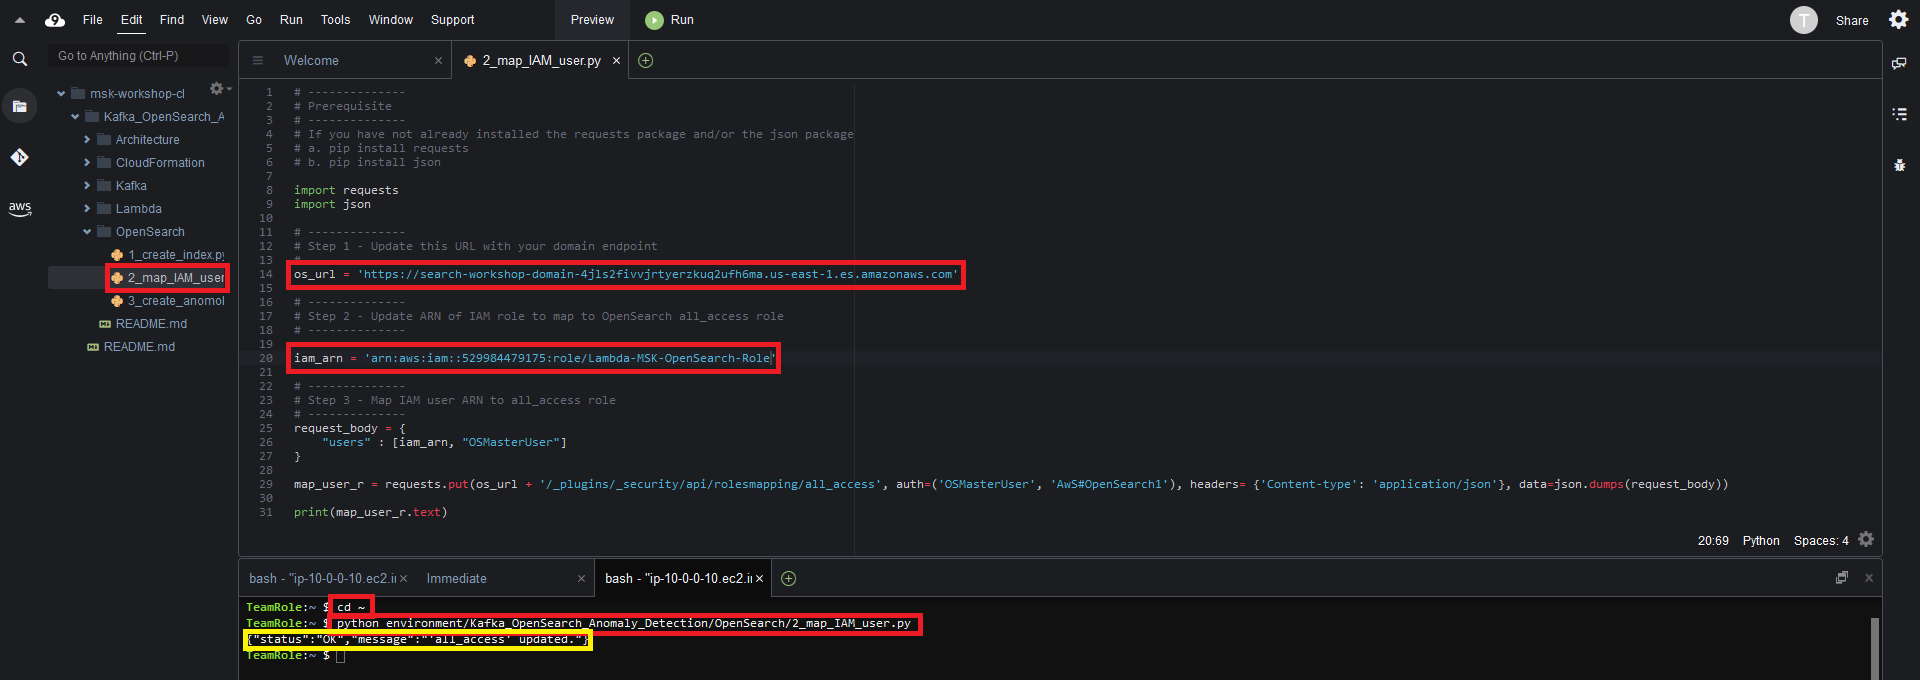 9 File Edit Find View Go Run Tools Window Support Preview Run T Share
Go to Anything (Ctrl-P)
Welcome 2_map_IAM_user.py
msk-workshop-cl
Kafka_OpenSearch_A
Architecture
CloudFormation
Kafka
Lambda
OpenSearch
1_create_index.py
2_map_IAM_user
3_create_anomol
README.md
README.md
aws
1 # --------------
2 # Prerequisite
3 # --------------
4 # If you have not already installed the requests package and/or the json package
5 # a. pip install requests
6 # b. pip install json
7
8 import requests
9 import json
10
11 # --------------
12 # Step 1 - Update this URL with your domain endpoint
13 #
14 os_url = 'https://search-workshop-domain-4jls2fivvjrtyerzkuq2ufh6ma.us-east-1.es.amazonaws.com'
15
16 # --------------
17 # Step 2 - Update ARN of IAM role to map to OpenSearch all_access role
18 # --------------
19
20 iam_arn = 'arn:aws:iam::529984479175:role/Lambda-MSK-OpenSearch-Role'
21
22 # --------------
23 # Step 3 - Map IAM user ARN to all_access role
24 # --------------
25 request_body = {
26 "users" : [iam_arn, "OSMasterUser"]
27 }
28
29 map_user_r = requests.put(os_url + '/_plugins/_security/api/rolesmapping/all_access', auth=('OSMasterUser', 'AwS#OpenSearch1'), headers= {'Content-type': 'application/json'}, data=json.dumps(request_body))
30
31 print(map_user_r.text)
20:69 Python Spaces: 4
bash - "ip-10-0-0-10.ec2.in Immediate bash - "ip-10-0-0-10.ec2.in
TeamRole:~ $ cd ~
TeamRole:~ $ python environment/Kafka_OpenSearch_Anomaly_Detection/OpenSearch/2_map_IAM_user.py
{"status":"OK","message":"'all_access' updated."}
TeamRole:~ $